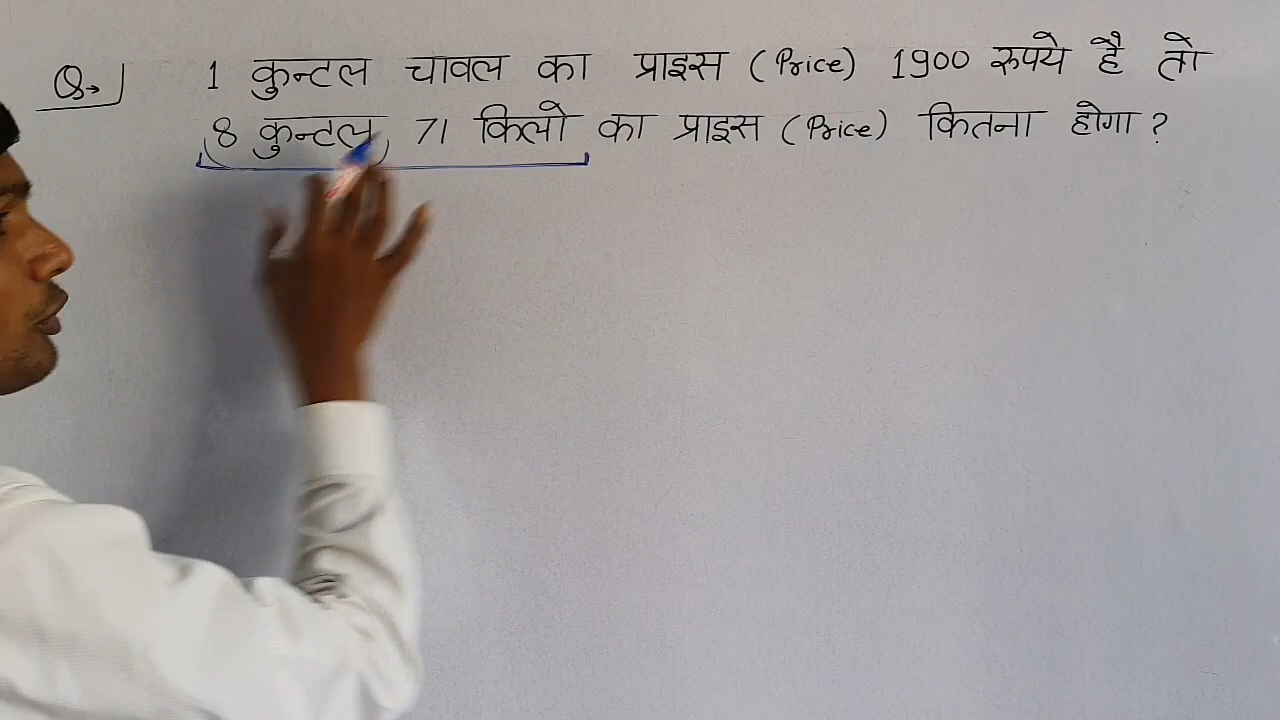 Q→ 1 कुन्टल चावल का प्राइस (Price) 1900 रुपये है तो
8 कुन्टल 71 किलो का प्राइस (Price) कितना होगा ?